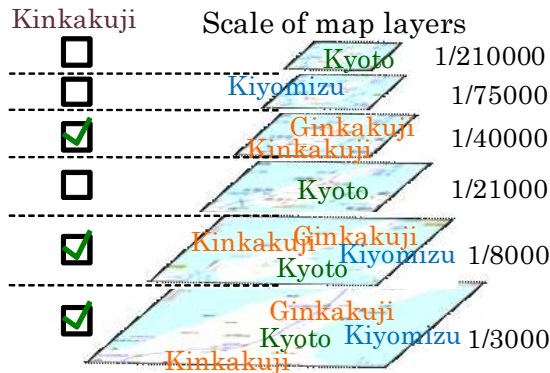 Kinkakuji Scale of map layers
Kyoto 1/210000
Kiyomizu 1/75000
Ginkakuji
Kinkakuji 1/40000
Kyoto 1/21000
Kinkakuji Ginkakuji
Kiyomizu 1/8000
Kyoto
Ginkakuji
Kyoto Kiyomizu 1/3000
Kinkakuji